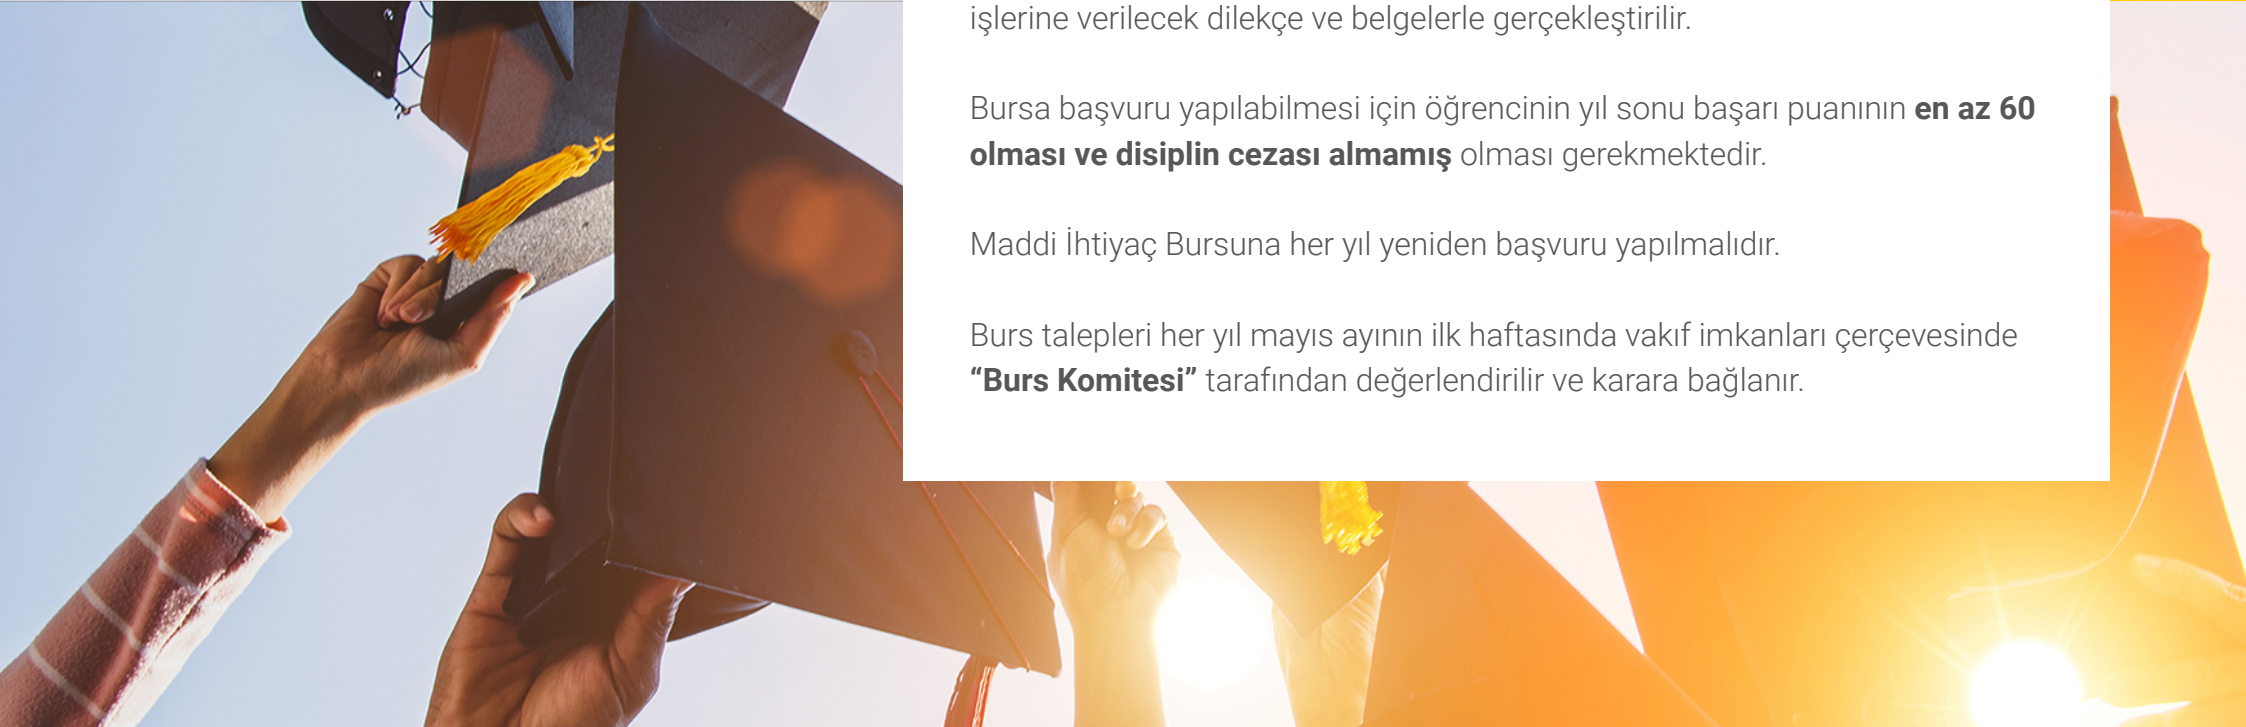 işlerine verilecek dilekçe ve belgelerle gerçekleştirilir.
Bursa başvuru yapılabilmesi için öğrencinin yıl sonu başarı puanının en az 60
olması ve disiplin cezası almamış olması gerekmektedir.
Maddi İhtiyaç Bursuna her yıl yeniden başvuru yapılmalıdır.
Burs talepleri her yıl mayıs ayının ilk haftasında vakıf imkanları çerçevesinde
“Burs Komitesi” tarafından değerlendirilir ve karara bağlanır.